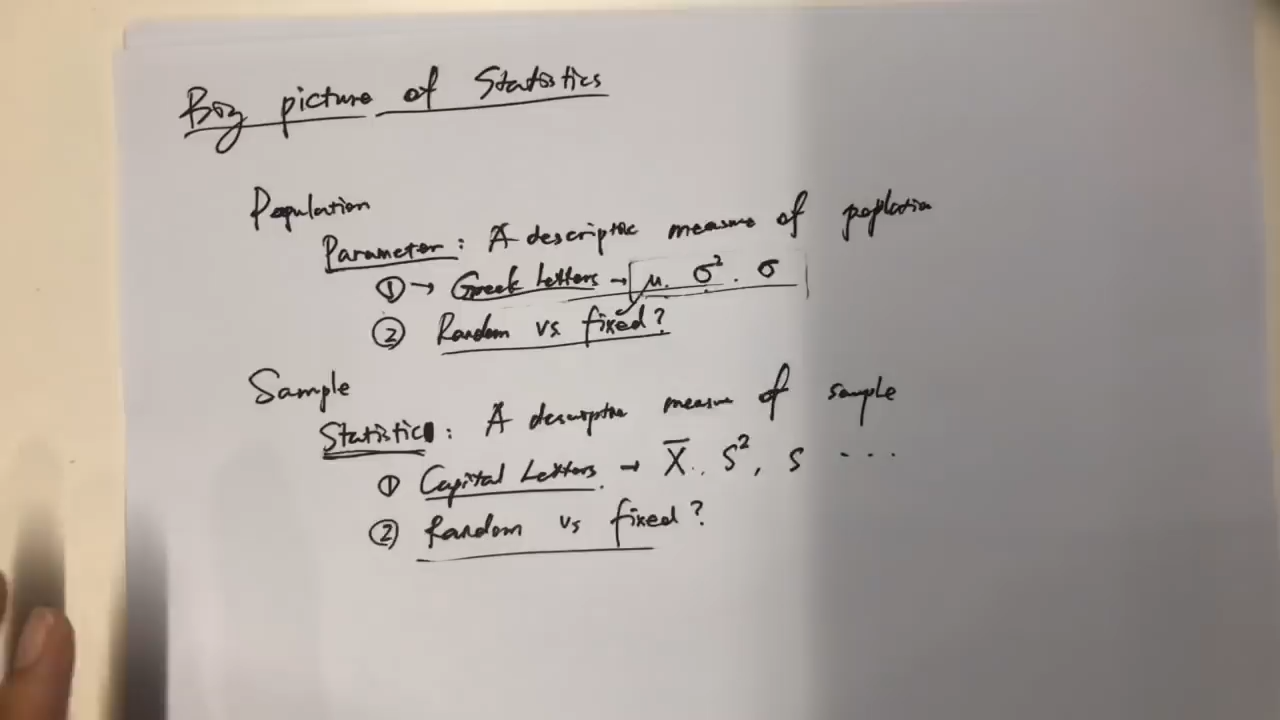 Big picture of Statistics
Population
Parameter : A descriptive measure of poplation
① → Greek Letters → μ. σ². σ
② Random vs fixed?
Sample
Statistic : A descriptive measure of sample
① Capital Letters → X̄.. S², S ....
② Random vs fixed?